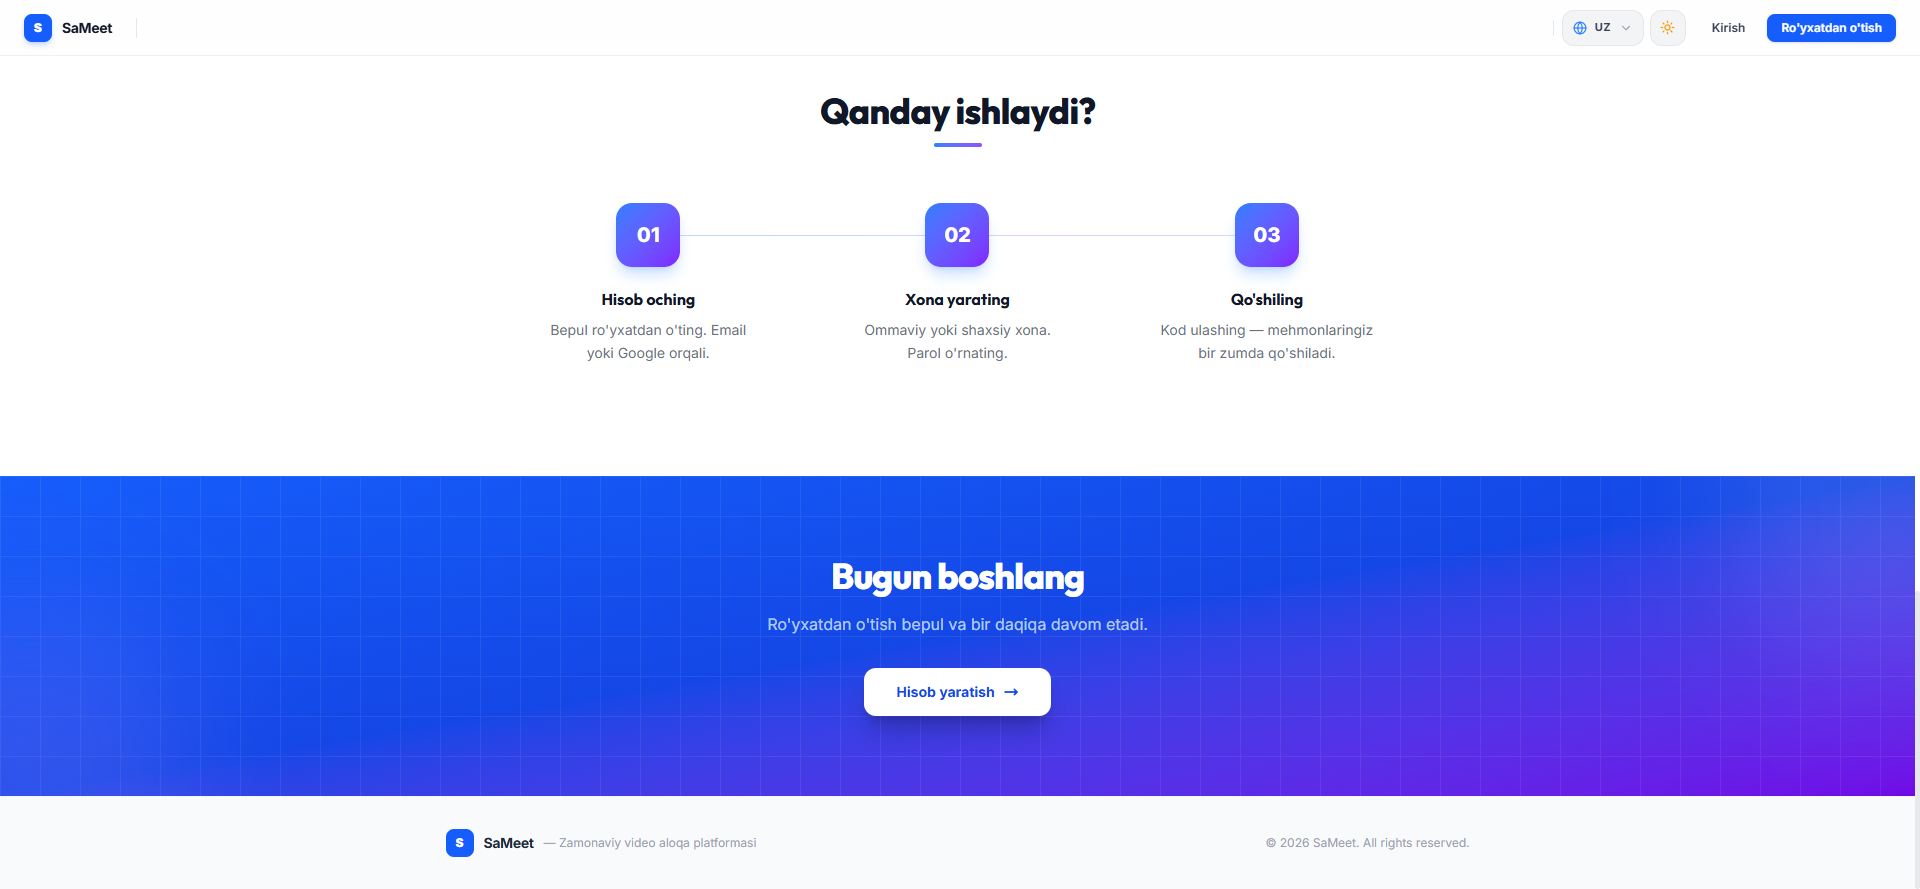 S SaMeet
UZ
Kirish
Ro'yxatdan o'tish
Qanday ishlaydi?
01
02
03
Hisob oching
Bepul ro'yxatdan o'ting. Email
yoki Google orqali.
Xona yarating
Ommaviy yoki shaxsiy xona.
Parol o'rnating.
Qo'shiling
Kod ulashing — mehmonlaringiz
bir zumda qo'shiladi.
Bugun boshlang
Ro'yxatdan o'tish bepul va bir daqiqa davom etadi.
Hisob yaratish →
S SaMeet — Zamonaviy video aloqa platformasi
© 2026 SaMeet. All rights reserved.